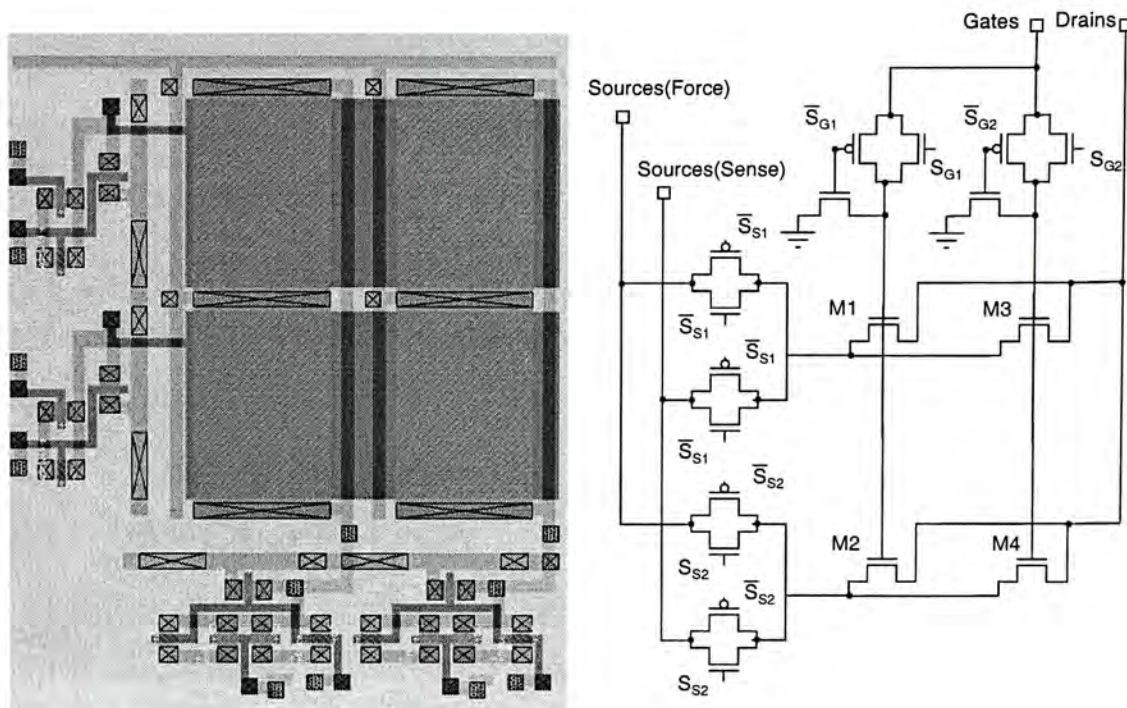 Gates Drains
Sources(Force)
S̅G1
S̅G2
SG1
SG2
Sources(Sense)
S̅S1
M1
M3
S̅S1
S̅S1
S̅S1
S̅S2
M2
M4
SS2
S̅S2
SS2